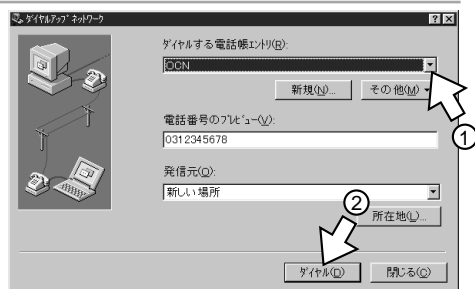 ダイヤルアップ ネットワーク
ダイヤルする電話帳エントリ(R):
OCN
新規(N)... その他(M)
電話番号のプレビュー(V):
0312345678
発信元(O):
新しい場所
所在地(L)...
ダイヤル(D) 閉じる(C)
①
②